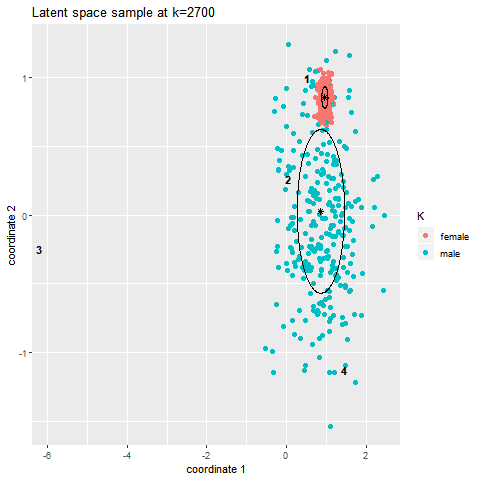 Latent space sample at k=2700
1
2
3
4
1
0
-1
-6
-4
-2
0
2
coordinate 1
coordinate 2
K
female
male